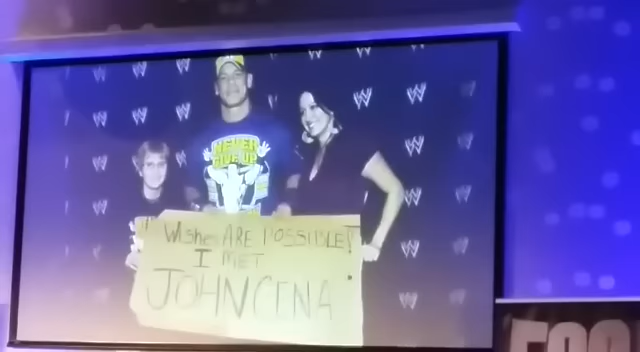 NEVER
GIVE UP
Wishes ARE POSSIBLE!
I MET
JOHN CENA